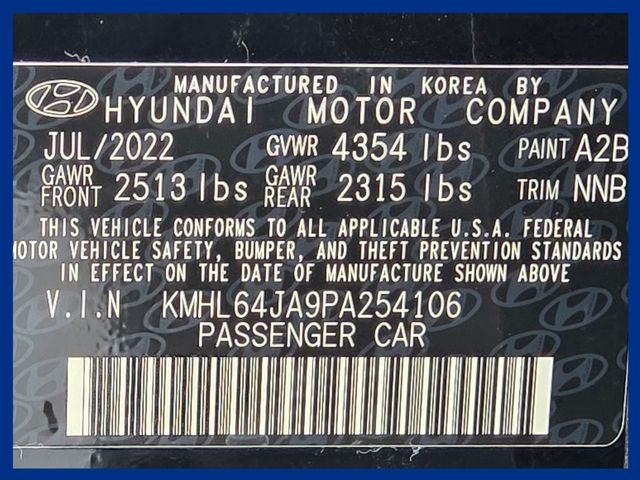 MANUFACTURED IN KOREA BY
HYUNDAI MOTOR COMPANY
JUL/2022 GVWR 4354 lbs PAINT A2B
GAWR FRONT 2513 lbs GAWR REAR 2315 lbs TRIM NNB
THIS VEHICLE CONFORMS TO ALL APPLICABLE U.S.A. FEDERAL
MOTOR VEHICLE SAFETY, BUMPER, AND THEFT PREVENTION STANDARDS
IN EFFECT ON THE DATE OF MANUFACTURE SHOWN ABOVE
V.I.N KMHL64JA9PA254106
PASSENGER CAR